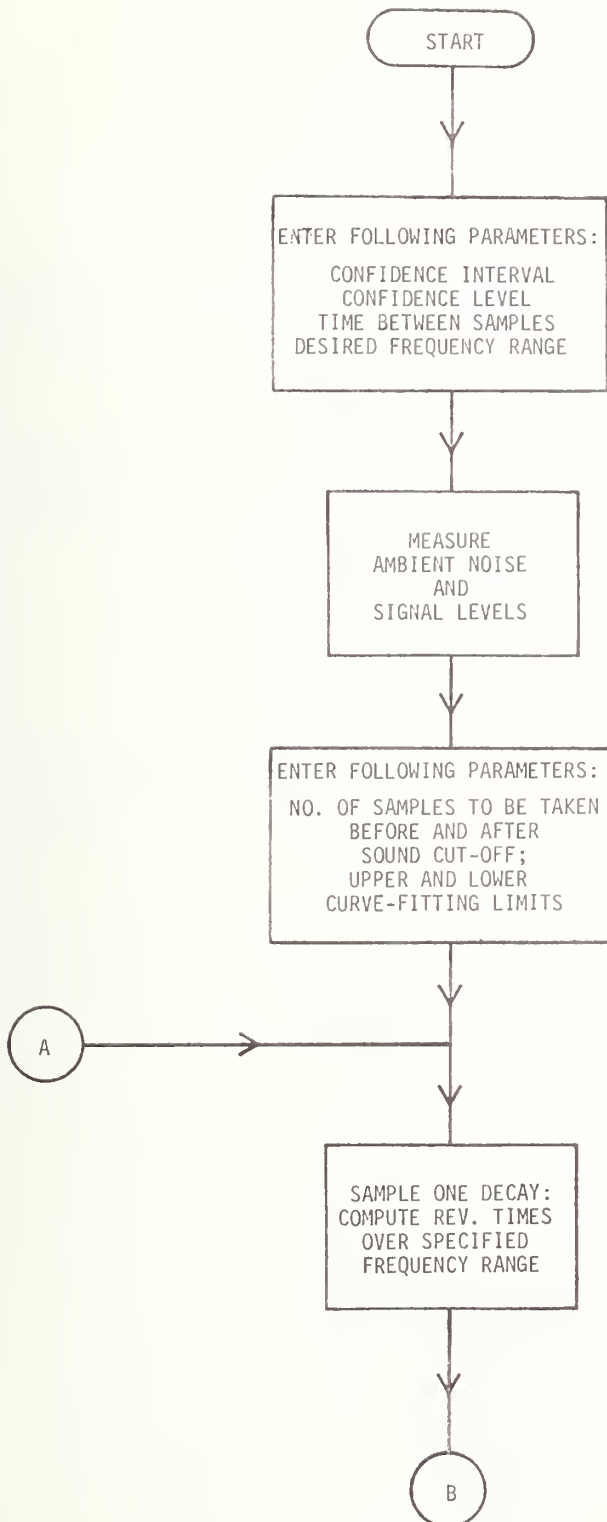 START
ENTER FOLLOWING PARAMETERS:
CONFIDENCE INTERVAL
CONFIDENCE LEVEL
TIME BETWEEN SAMPLES
DESIRED FREQUENCY RANGE
MEASURE
AMBIENT NOISE
AND
SIGNAL LEVELS
ENTER FOLLOWING PARAMETERS:
NO. OF SAMPLES TO BE TAKEN
BEFORE AND AFTER
SOUND CUT-OFF;
UPPER AND LOWER
CURVE-FITTING LIMITS
A
SAMPLE ONE DECAY:
COMPUTE REV. TIMES
OVER SPECIFIED
FREQUENCY RANGE
B